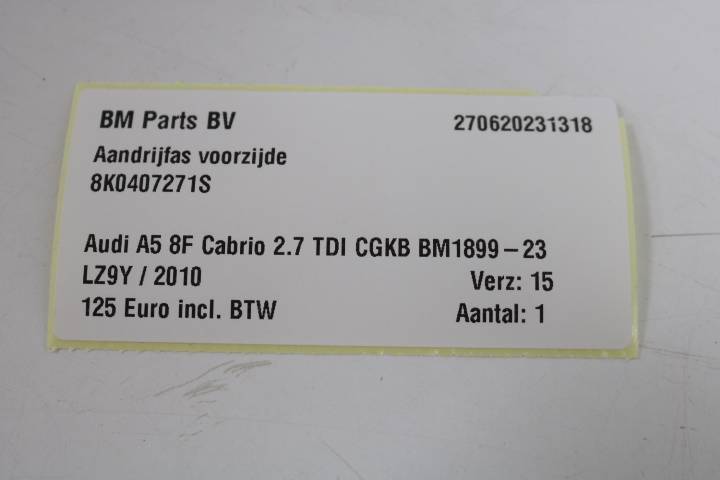 BM Parts BV 270620231318
Aandrijfas voorzijde
8K0407271S
Audi A5 8F Cabrio 2.7 TDI CGKB BM1899-23
LZ9Y / 2010 Verz: 15
125 Euro incl. BTW Aantal: 1